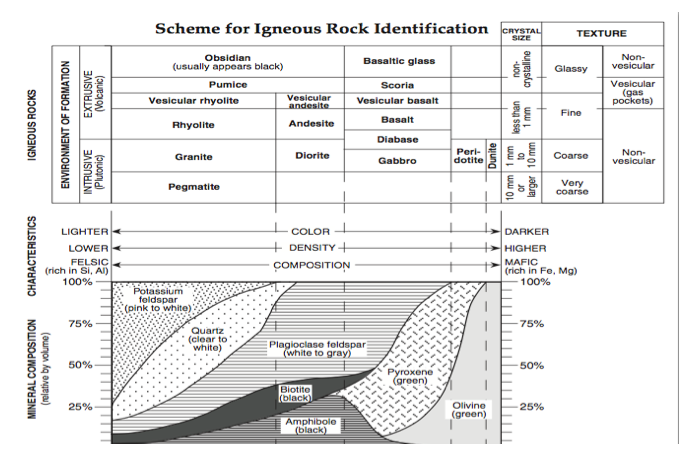 Scheme for Igneous Rock Identification
CRYSTAL
SIZE
TEXTURE
IGNEOUS ROCKS
ENVIRONMENT OF FORMATION
EXTRUSIVE
(Volcanic)
INTRUSIVE
(Plutonic)
Obsidian
(usually appears black)
Basaltic glass
non-
crystalline
Glassy
Non-
vesicular
Pumice
Scoria
Vesicular
(gas
pockets)
Vesicular rhyolite
Vesicular
andesite
Vesicular basalt
less than
1 mm
Fine
Rhyolite
Andesite
Basalt
Diabase
Granite
Diorite
Gabbro
Peri-
dotite
Dunite
1 mm
to
10 mm
Coarse
Non-
vesicular
Pegmatite
10 mm
or
larger
Very
coarse
CHARACTERISTICS
LIGHTER
COLOR
DARKER
LOWER
DENSITY
HIGHER
FELSIC
(rich in Si, Al)
COMPOSITION
MAFIC
(rich in Fe, Mg)
MINERAL COMPOSITION
(relative by volume)
100%
75%
50%
25%
100%
75%
50%
25%
Potassium
feldspar
(pink to white)
Quartz
(clear to
white)
Plagioclase feldspar
(white to gray)
Pyroxene
(green)
Biotite
(black)
Olivine
(green)
Amphibole
(black)